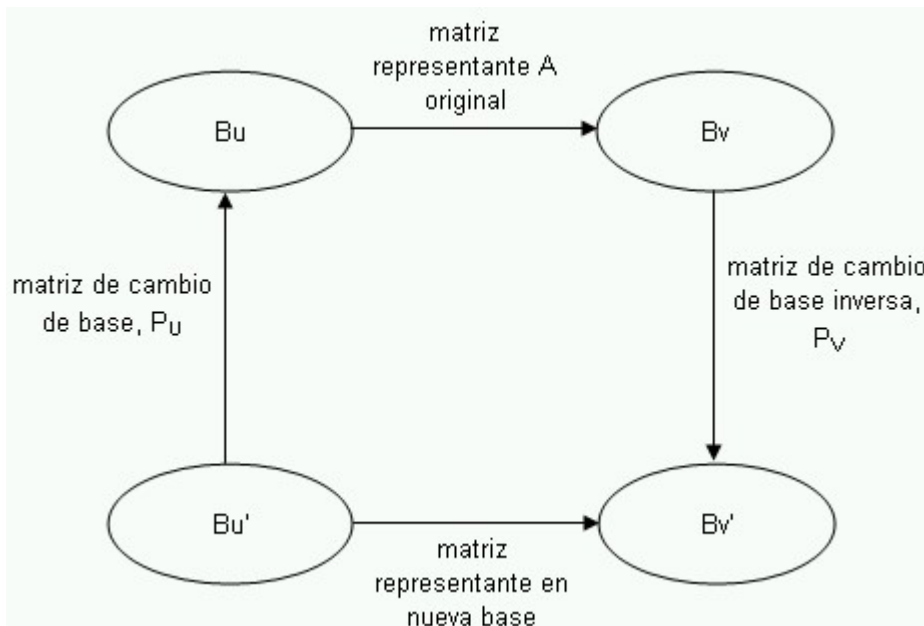 matriz
representante A
original
Bu
Bv
matriz de cambio
de base, PU
matriz de cambio
de base inversa,
PV
Bu'
Bv'
matriz
representante en
nueva base